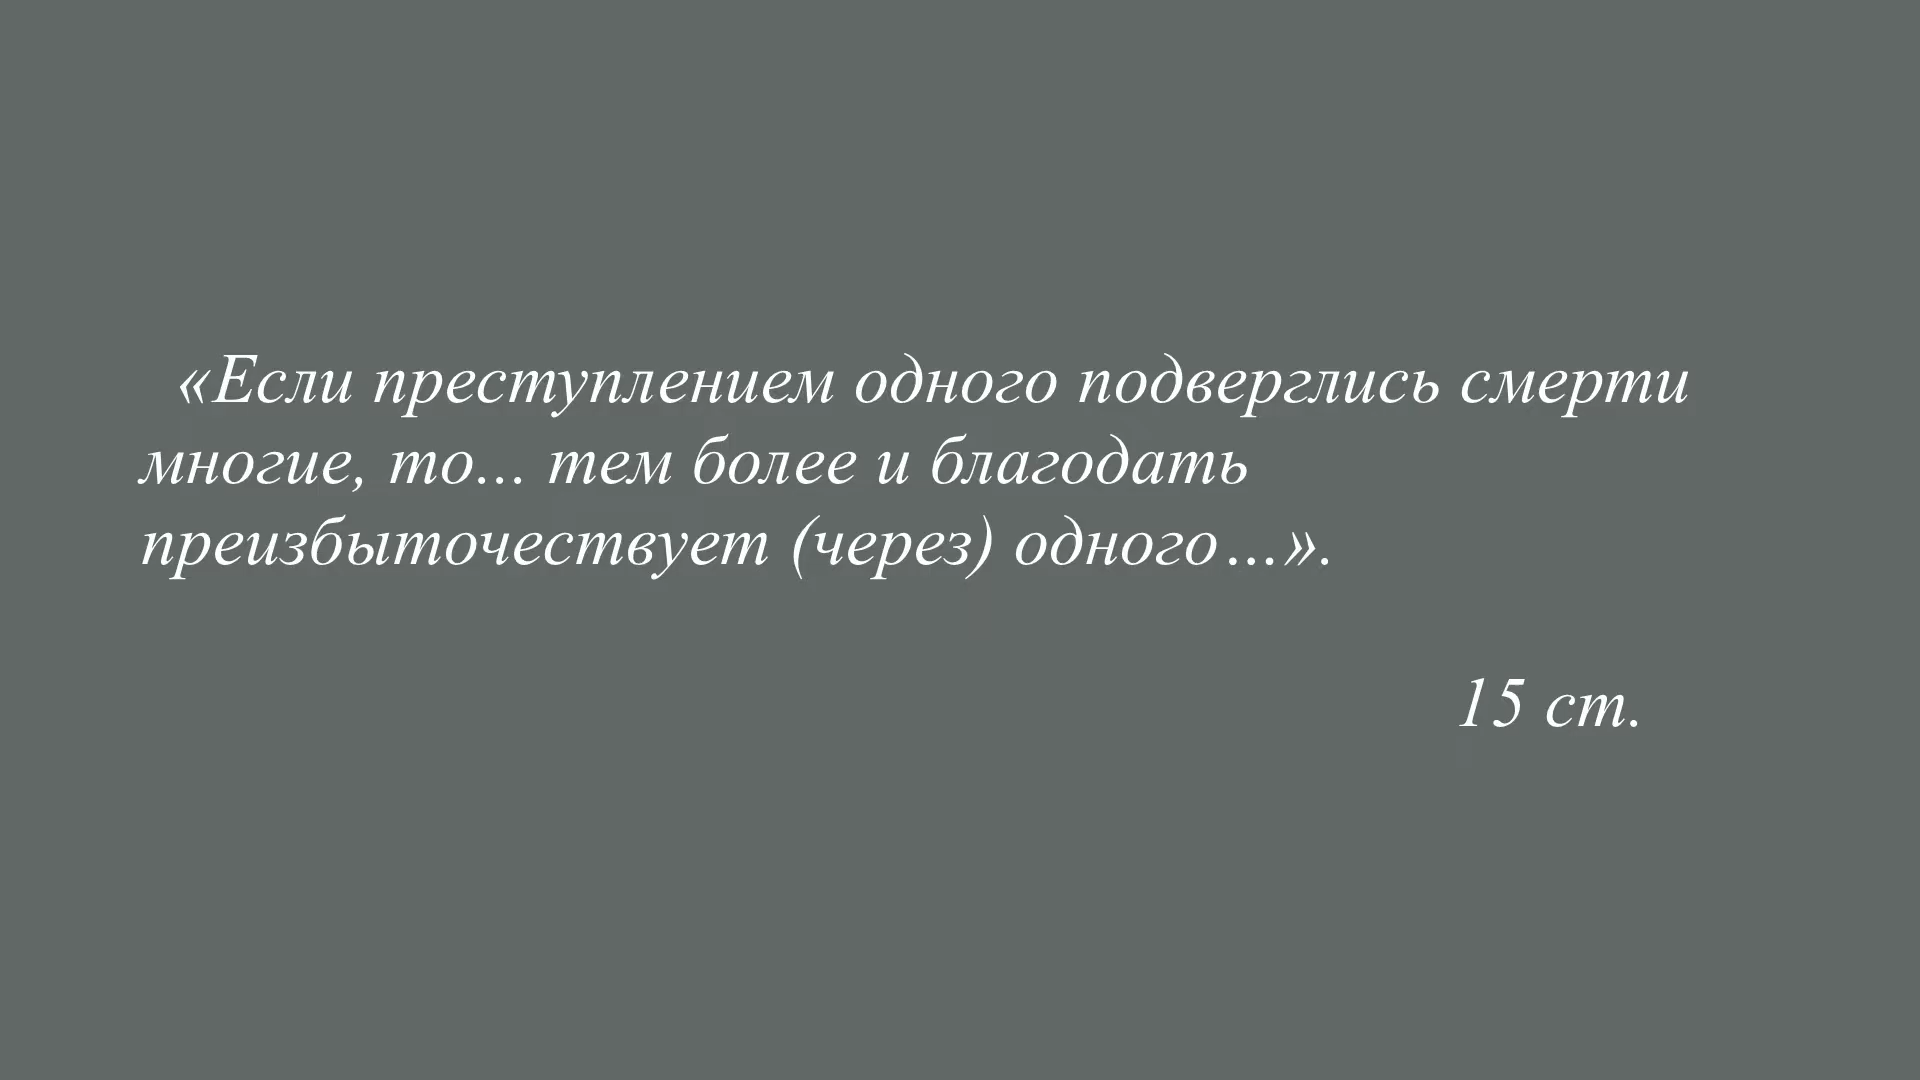 «Если преступлением одного подверглись смерти
многие, то... тем более и благодать
преизбыточествует (через) одного...».
15 ст.